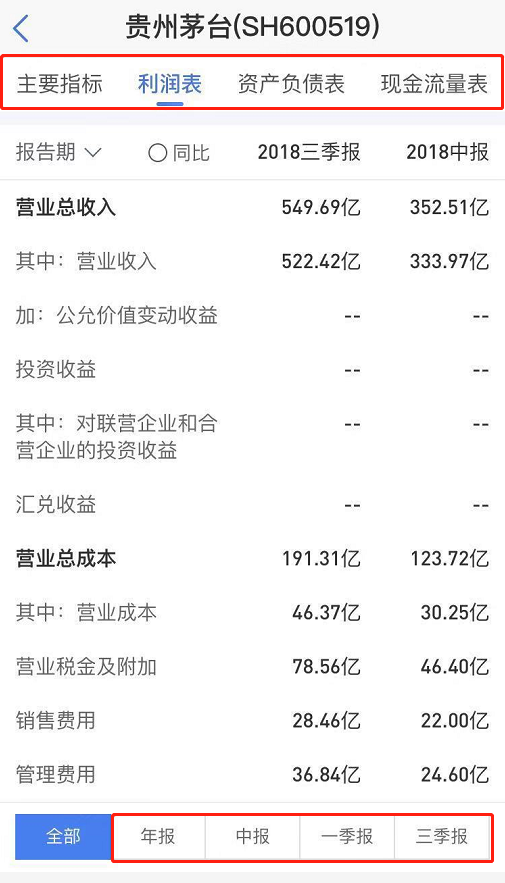 贵州茅台(SH600519)
主要指标 利润表 资产负债表 现金流量表
报告期 同比 2018三季报 2018中报
营业总收入 549.69亿 352.51亿
其中：营业收入 522.42亿 333.97亿
加：公允价值变动收益 -- --
投资收益 -- --
其中：对联营企业和合 -- --
营企业的投资收益
汇兑收益 -- --
营业总成本 191.31亿 123.72亿
其中：营业成本 46.37亿 30.25亿
营业税金及附加 78.56亿 46.40亿
销售费用 28.46亿 22.00亿
管理费用 36.84亿 24.60亿
全部 年报 中报 一季报 三季报